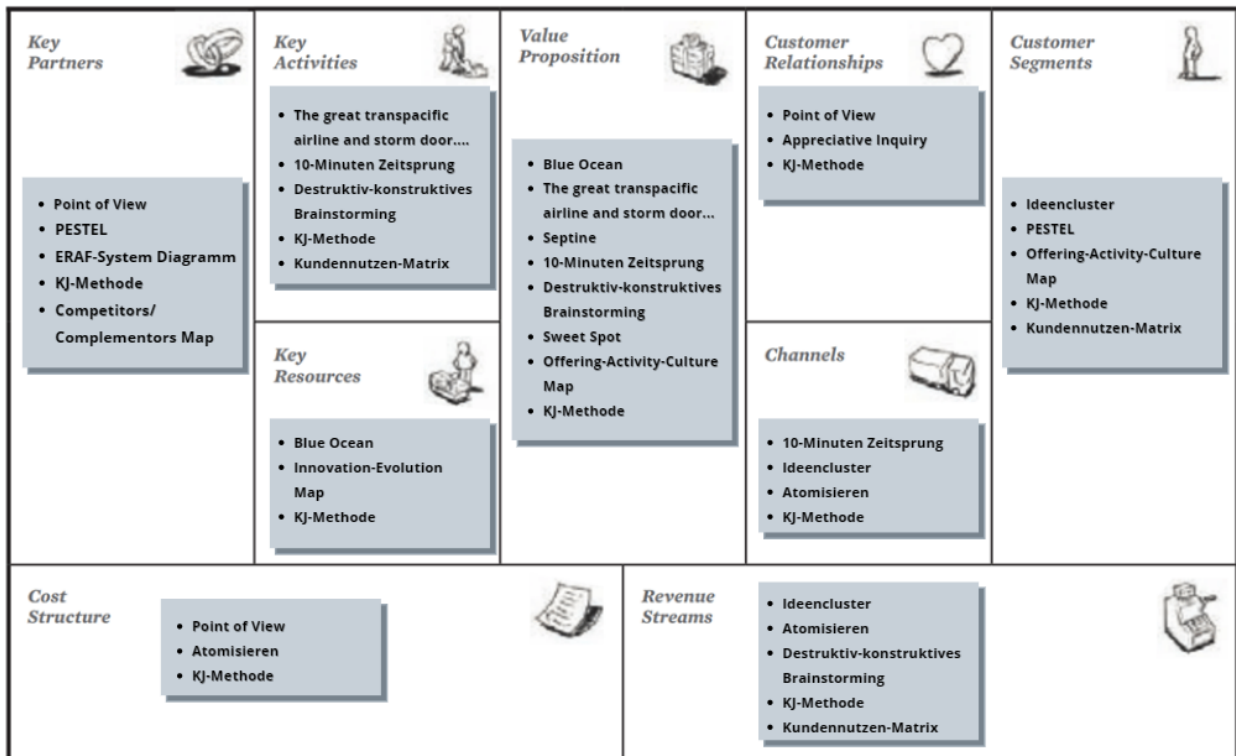 Key
Partners
• Point of View
• PESTEL
• ERAF-System Diagramm
• KJ-Methode
• Competitors/
Complementors Map
Key
Activities
• The great transpacific
airline and storm door....
• 10-Minuten Zeitsprung
• Destruktiv-konstruktives
Brainstorming
• KJ-Methode
• Kundennutzen-Matrix
Key
Resources
• Blue Ocean
• Innovation-Evolution
Map
• KJ-Methode
Value
Proposition
• Blue Ocean
• The great transpacific
airline and storm door...
• Septine
• 10-Minuten Zeitsprung
• Destruktiv-konstruktives
Brainstorming
• Sweet Spot
• Offering-Activity-Culture
Map
• KJ-Methode
Customer
Relationships
• Point of View
• Appreciative Inquiry
• KJ-Methode
Channels
• 10-Minuten Zeitsprung
• Ideencluster
• Atomisieren
• KJ-Methode
Customer
Segments
• Ideencluster
• PESTEL
• Offering-Activity-Culture
Map
• KJ-Methode
• Kundennutzen-Matrix
Cost
Structure
• Point of View
• Atomisieren
• KJ-Methode
Revenue
Streams
• Ideencluster
• Atomisieren
• Destruktiv-konstruktives
Brainstorming
• KJ-Methode
• Kundennutzen-Matrix